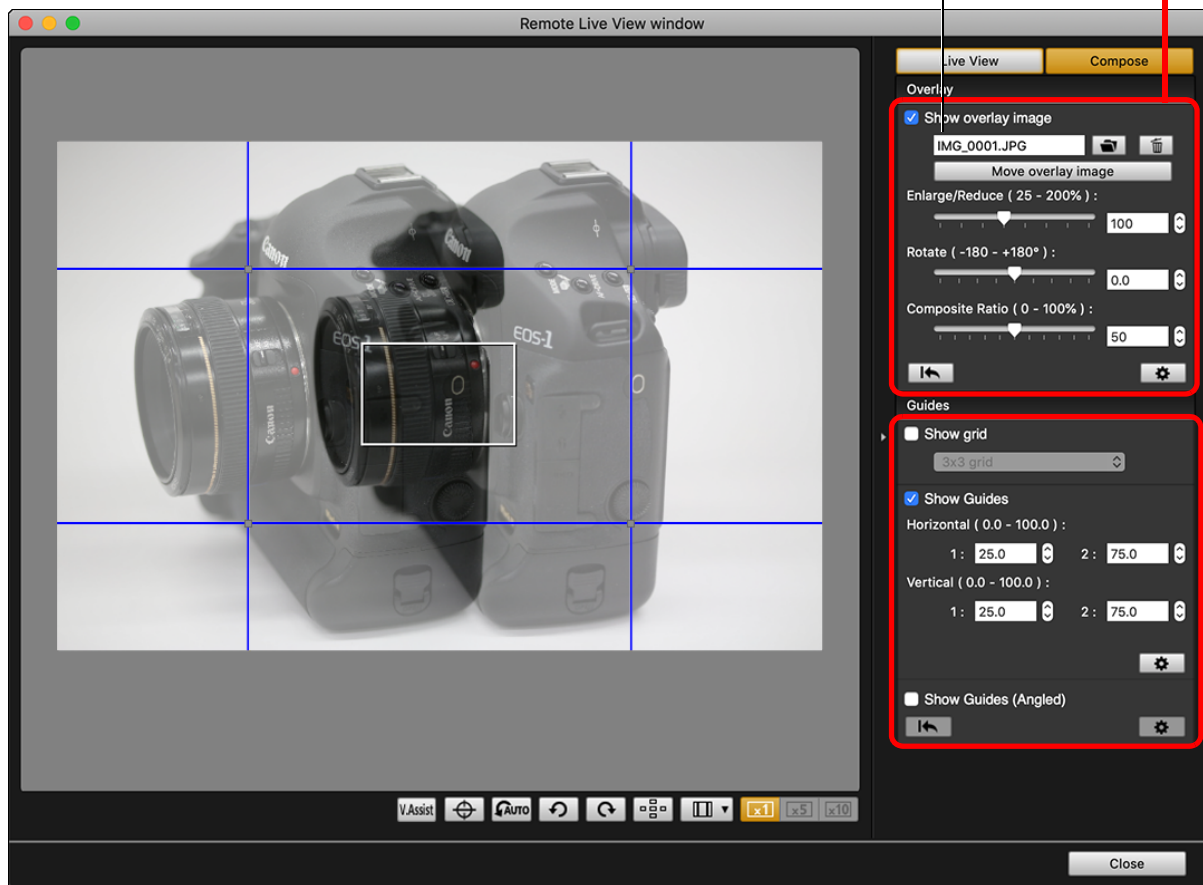 Remote Live View window
Live View
Compose
Overlay
Show overlay image
IMG_0001.JPG
Move overlay image
Enlarge/Reduce ( 25 - 200% ) :
100
Rotate ( -180 - +180° ) :
0.0
Composite Ratio ( 0 - 100% ) :
50
Guides
Show grid
3x3 grid
Show Guides
Horizontal ( 0.0 - 100.0 ) :
1 : 25.0 2 : 75.0
Vertical ( 0.0 - 100.0 ) :
1 : 25.0 2 : 75.0
Show Guides (Angled)
Canon
Canon
EOS-1
EOS-1
Canon
Canon
V.Assist
AUTO
x1 x5 x10
Close